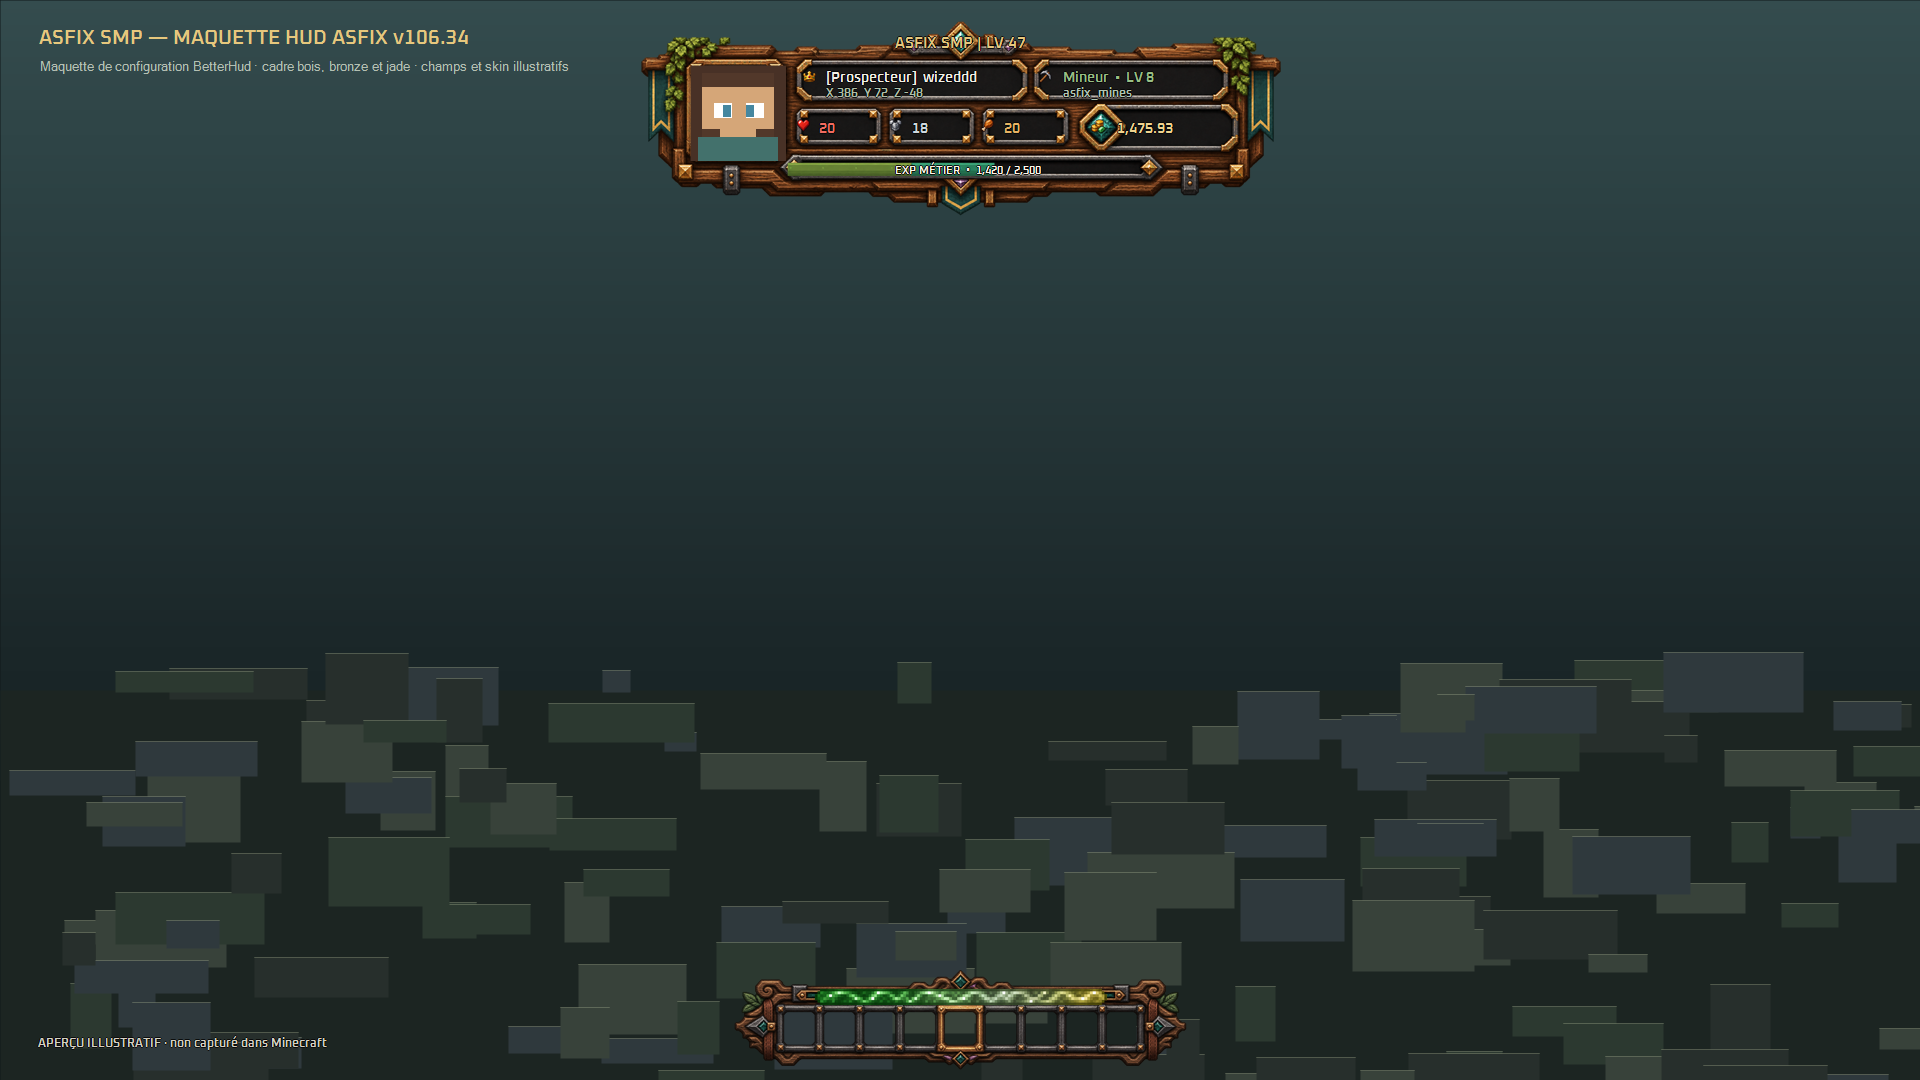 ASFIX SMP — MAQUETTE HUD ASFIX v106.34
Maquette de configuration BetterHud · cadre bois, bronze et jade · champs et skin illustratifs
ASFIX SMP | LV 47
[Prospecteur] wizeddd
X 386 Y 72 Z -48
Mineur • LV 8
asfix_mines
20
18
20
1,475.93
EXP MÉTIER • 1,420 / 2,500
APERÇU ILLUSTRATIF · non capturé dans Minecraft